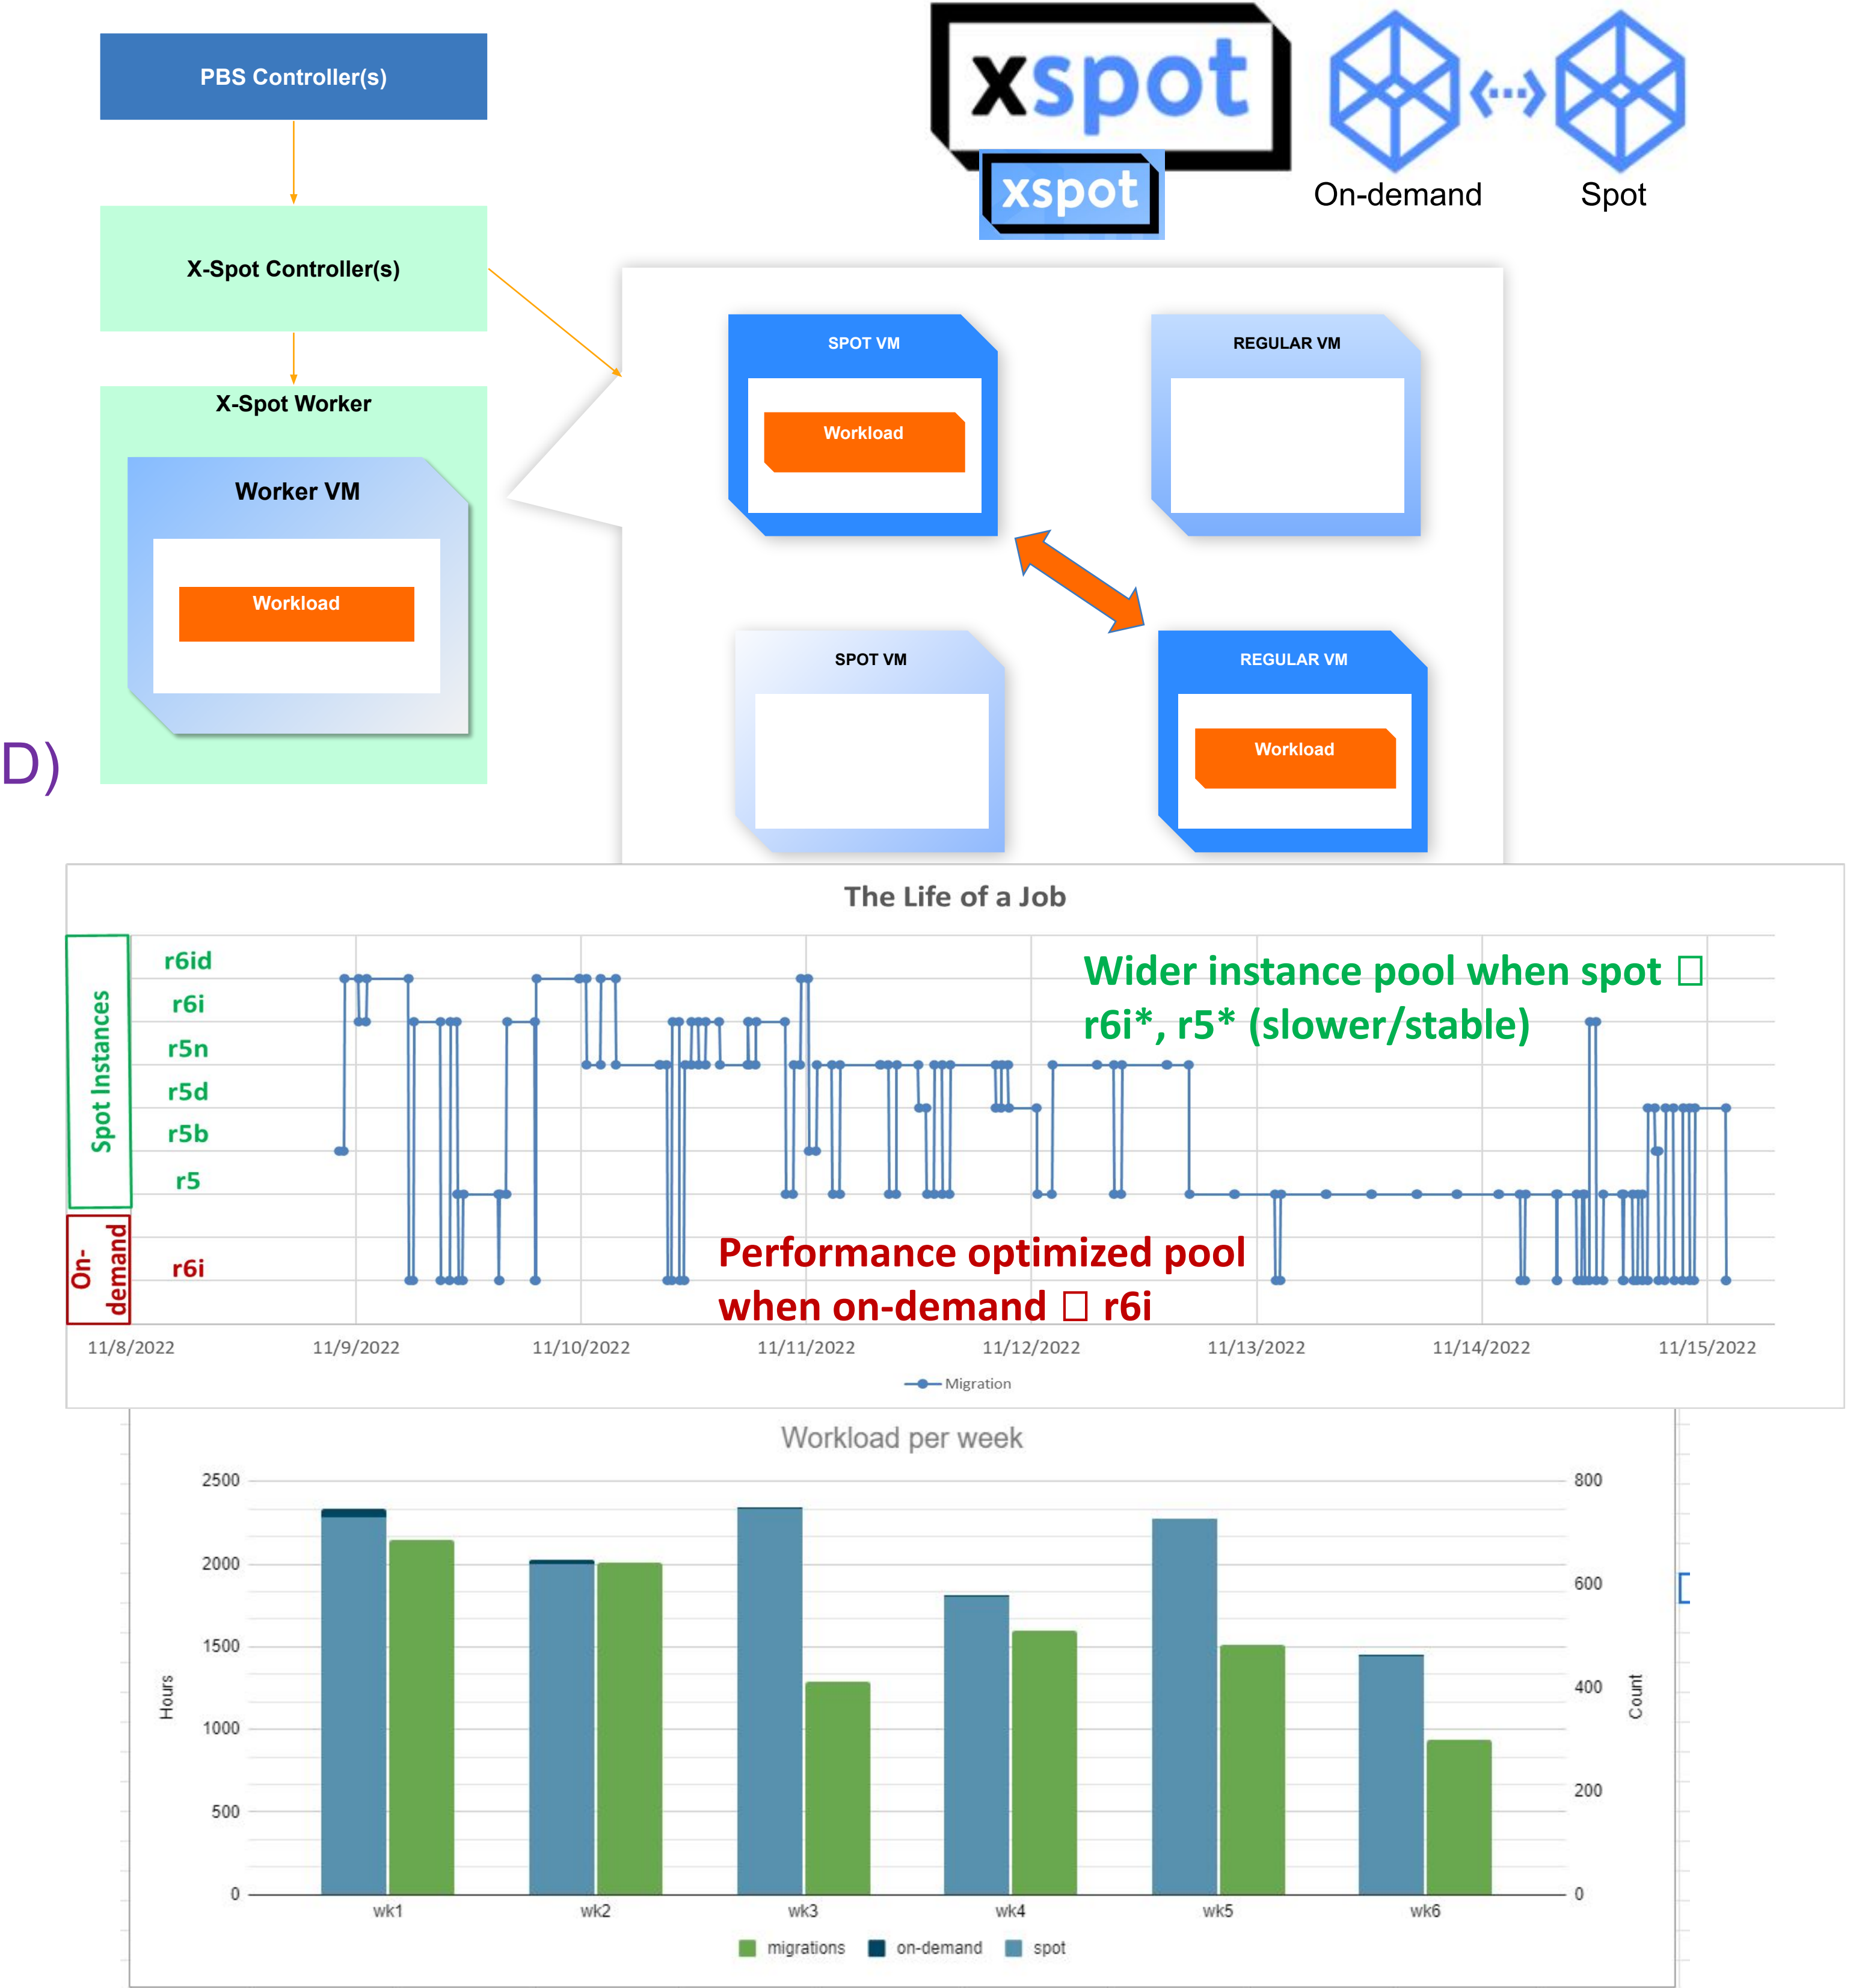 PBS Controller(s)
xspot
xspot
On-demand
Spot
X-Spot Controller(s)
X-Spot Worker
Worker VM
Workload
SPOT VM
Workload
REGULAR VM
SPOT VM
REGULAR VM
Workload
D)
The Life of a Job
Spot Instances
r6id
r6i
r5n
r5d
r5b
r5
On-
demand
r6i
Wider instance pool when spot □
r6i*, r5* (slower/stable)
Performance optimized pool
when on-demand □ r6i
11/8/2022
11/9/2022
11/10/2022
11/11/2022
11/12/2022
11/13/2022
11/14/2022
11/15/2022
Migration
Workload per week
Hours
2500
2000
1500
1000
500
0
800
600
400
200
0
Count
wk1
wk2
wk3
wk4
wk5
wk6
migrations
on-demand
spot